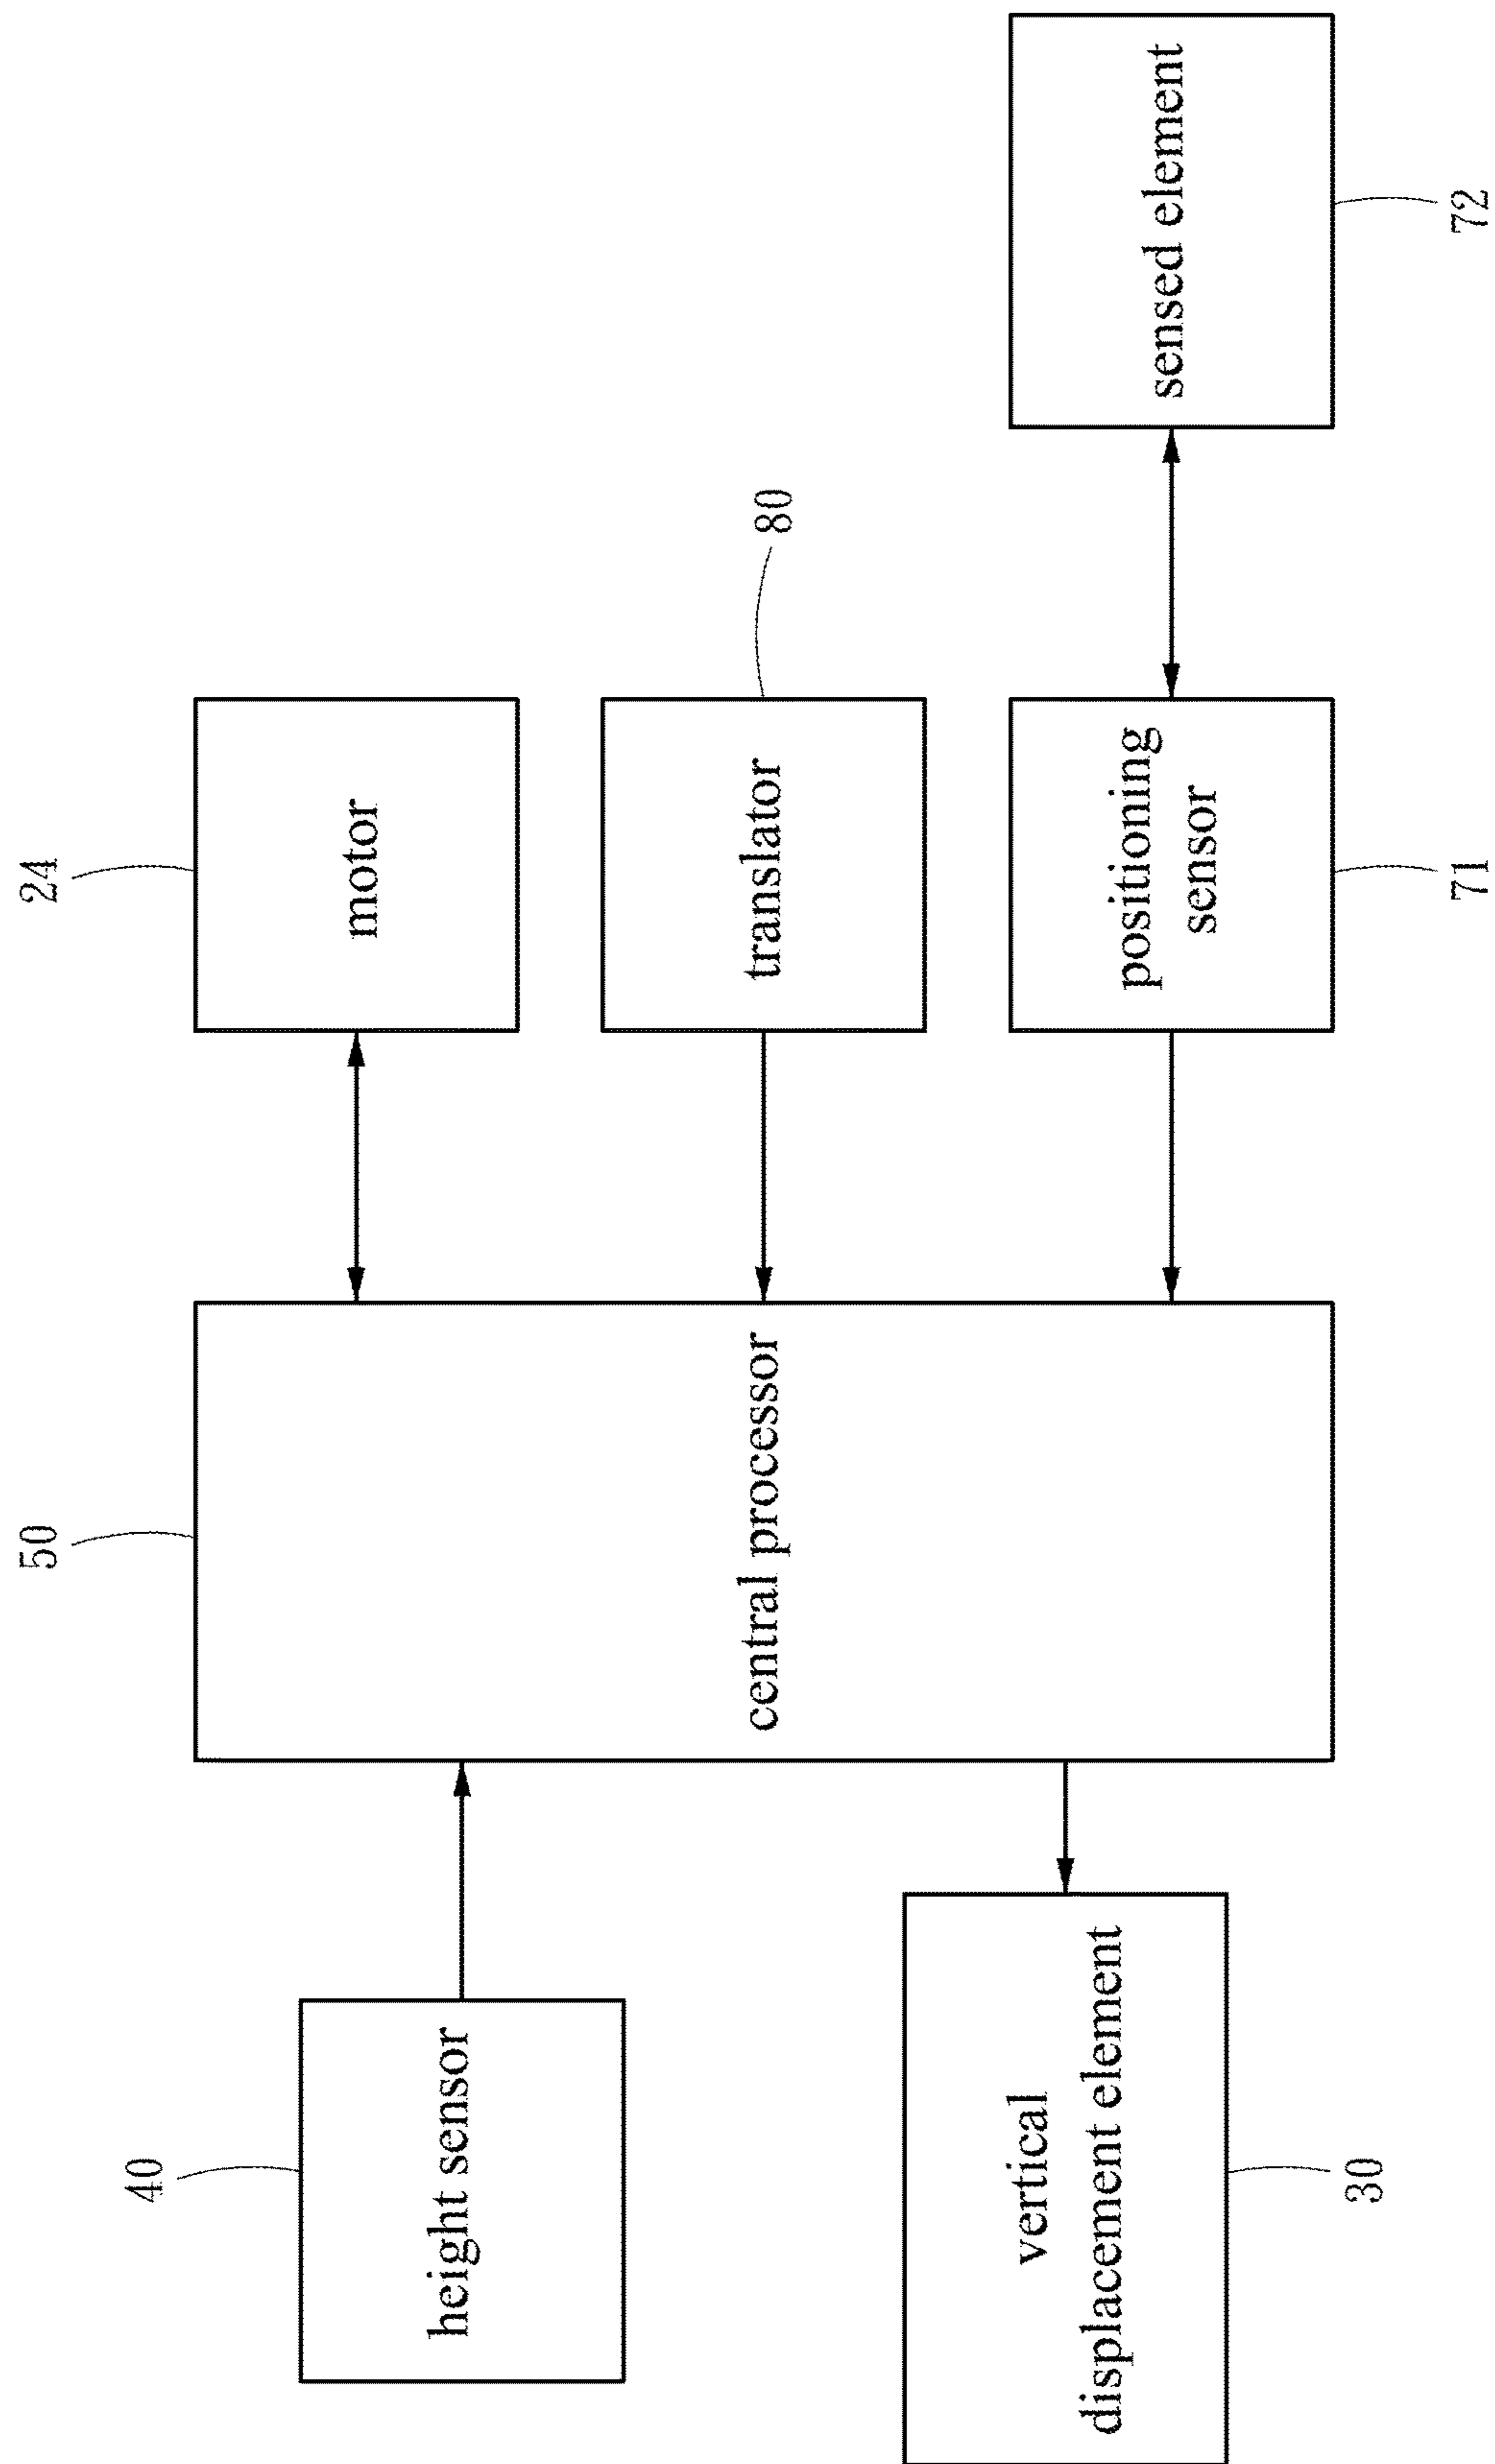 40
height sensor
vertical
displacement element
30
50
central processor
24
motor
80
translator
positioning
sensor
71
sensed element
72